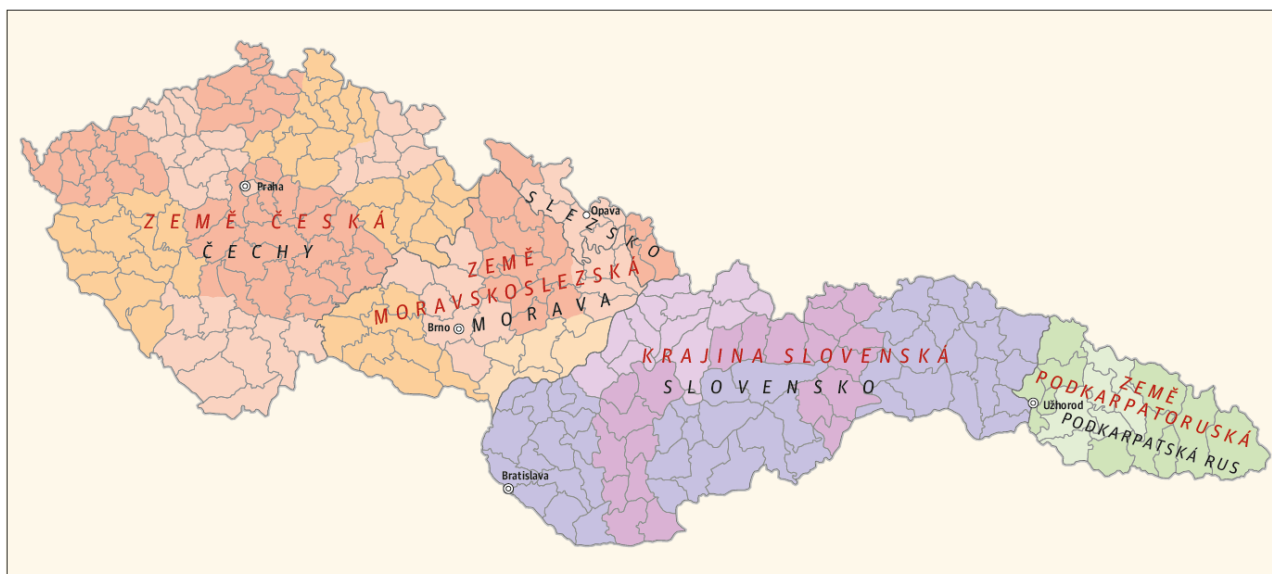 Praha
ZEMĚ ČESKÁ
ČECHY
SLEZSKO
Opava
ZEMĚ
MORAVSKOSLEZSKÁ
MORAVA
Brno
KRAJINA SLOVENSKÁ
SLOVENSKO
Bratislava
ZEMĚ
PODKARPATORUSKÁ
Užhorod
PODKARPATSKÁ RUS